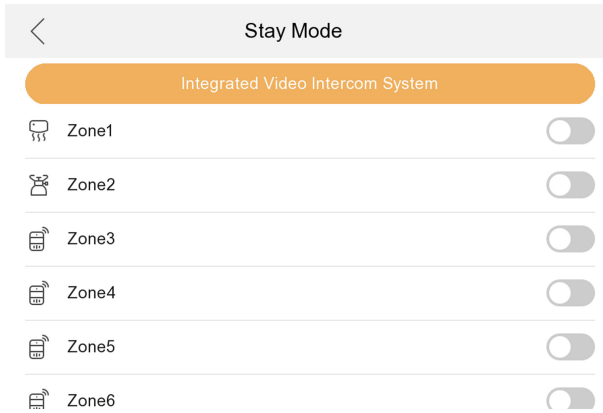 Stay Mode
Integrated Video Intercom System
Zone1
Zone2
Zone3
Zone4
Zone5
Zone6